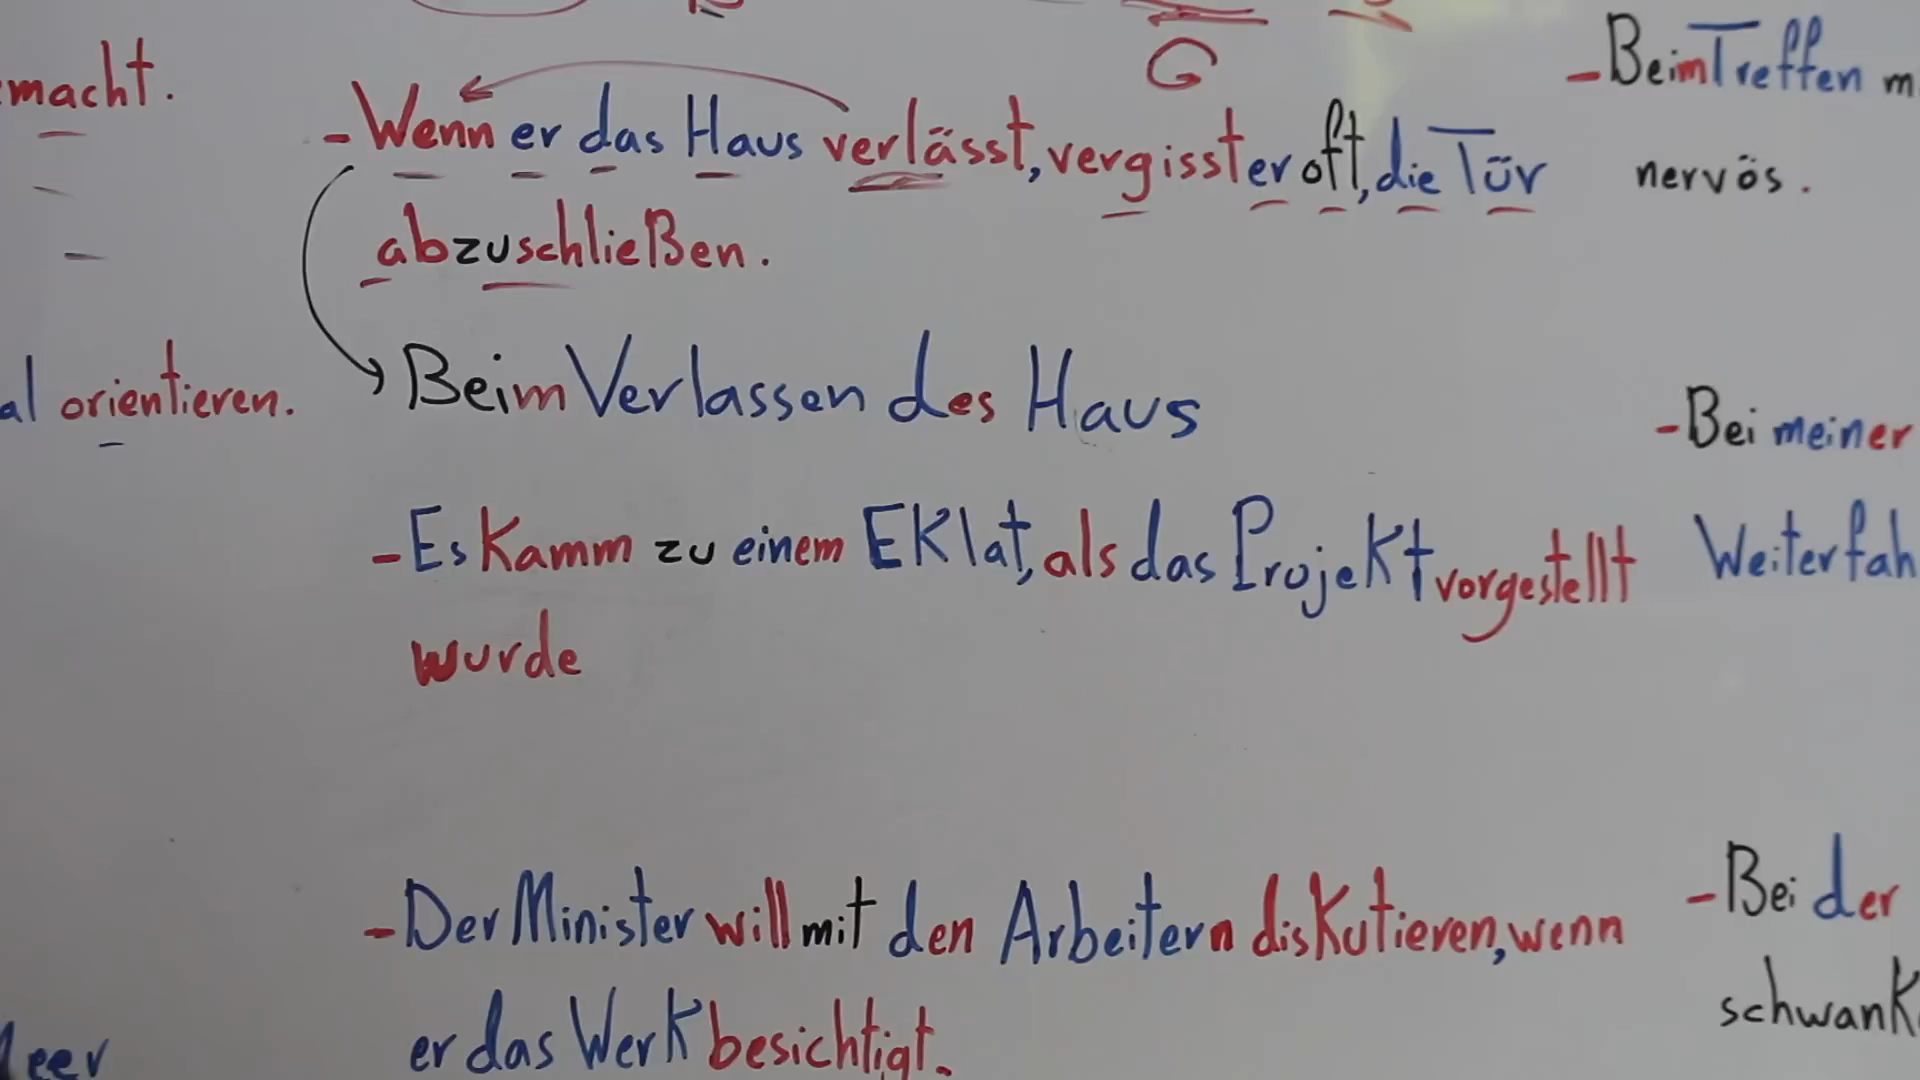 macht.
- Wenn er das Haus verlässt, vergisst er oft, die Tür
abzuschließen.
Beim Verlassen des Haus
- Es kamm zu einem Eklat, als das Projekt vorgestellt
wurde
- Der Minister will mit den Arbeitern diskutieren, wenn
er das Werk besichtigt.
al orientieren.
G
- Beim Treffen m
nervös.
- Bei meiner
Weiterfah
- Bei der
schwank